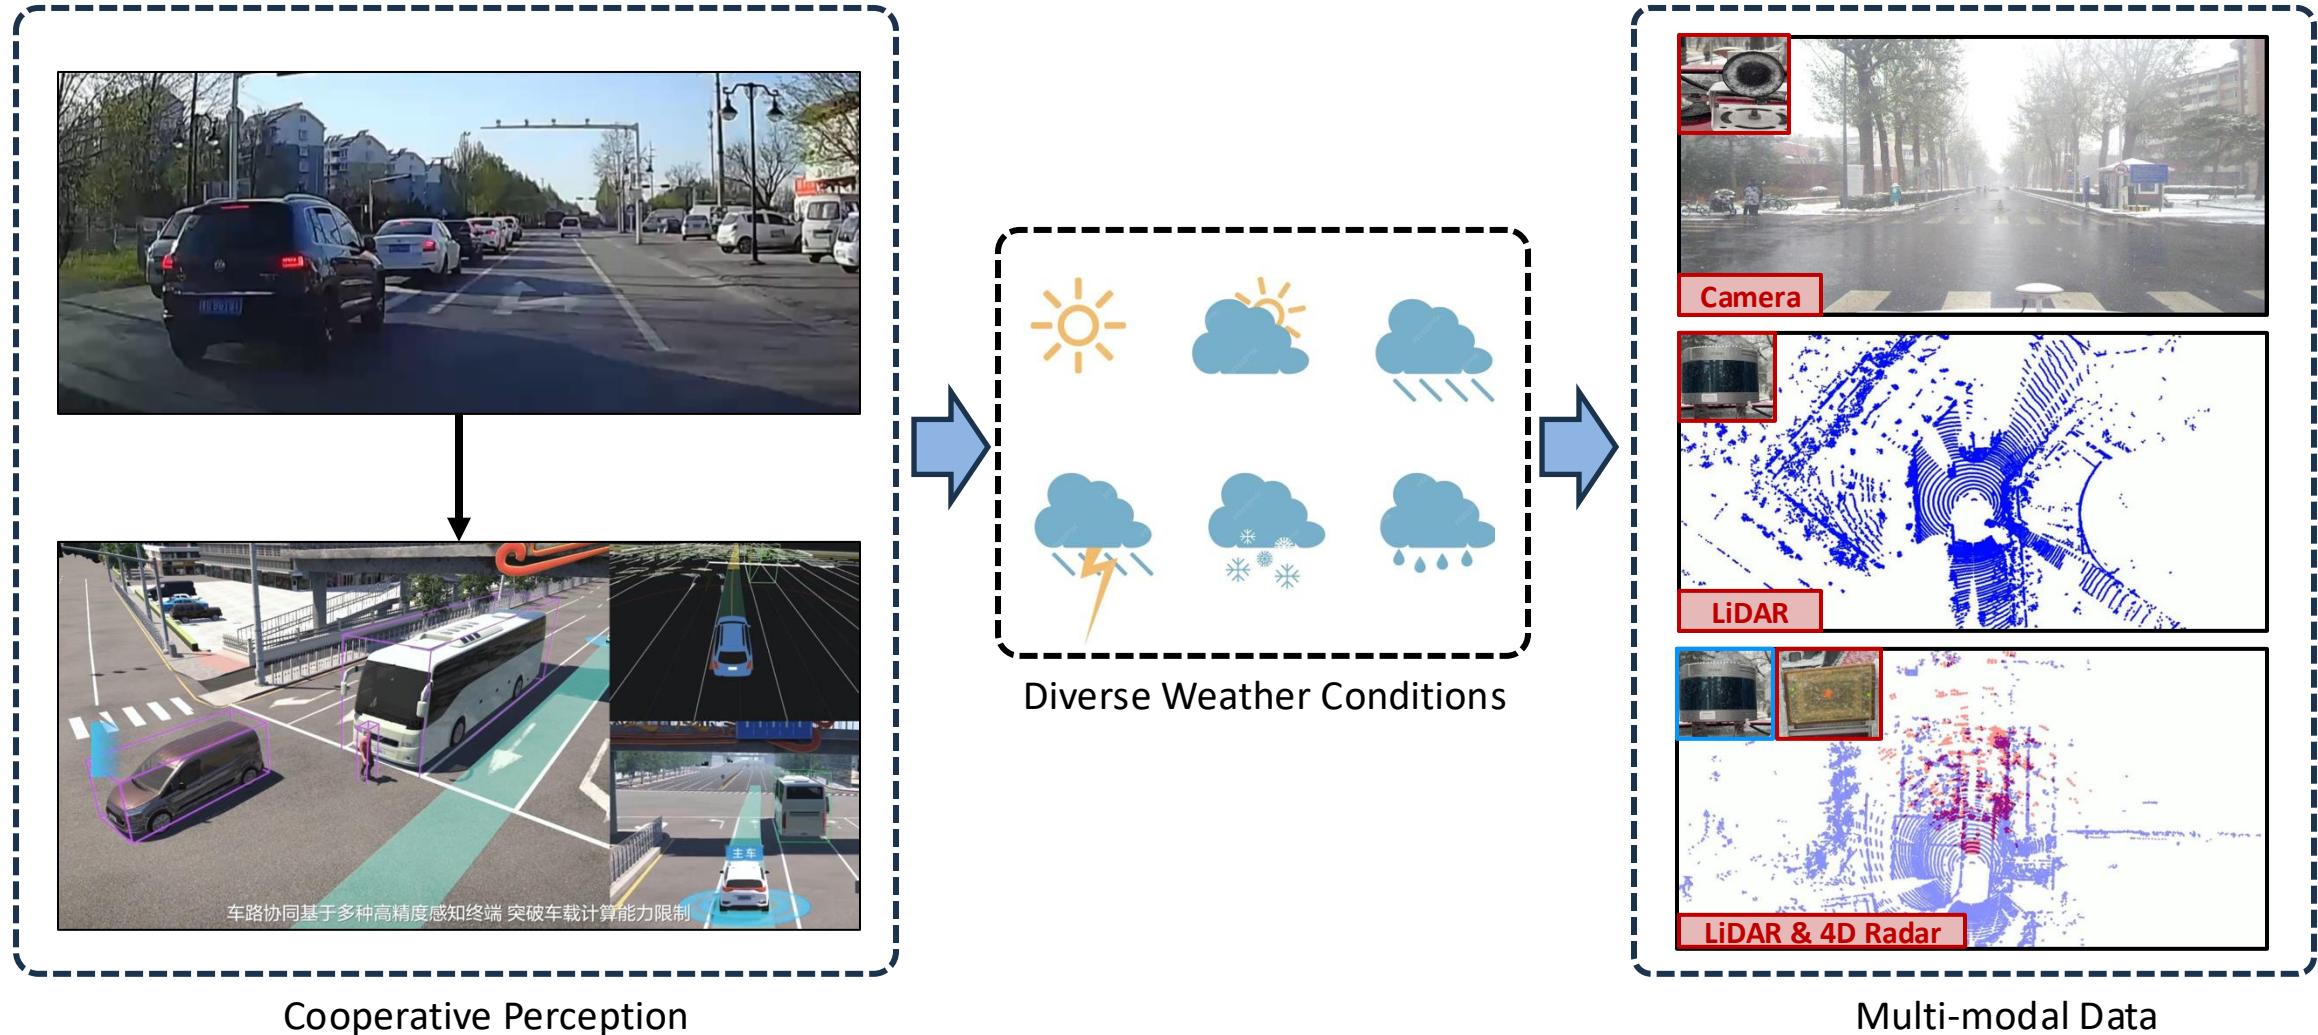 主车
车路协同基于多种高精度感知终端 突破车载计算能力限制
Cooperative Perception
Diverse Weather Conditions
Camera
LiDAR
LiDAR & 4D Radar
Multi-modal Data